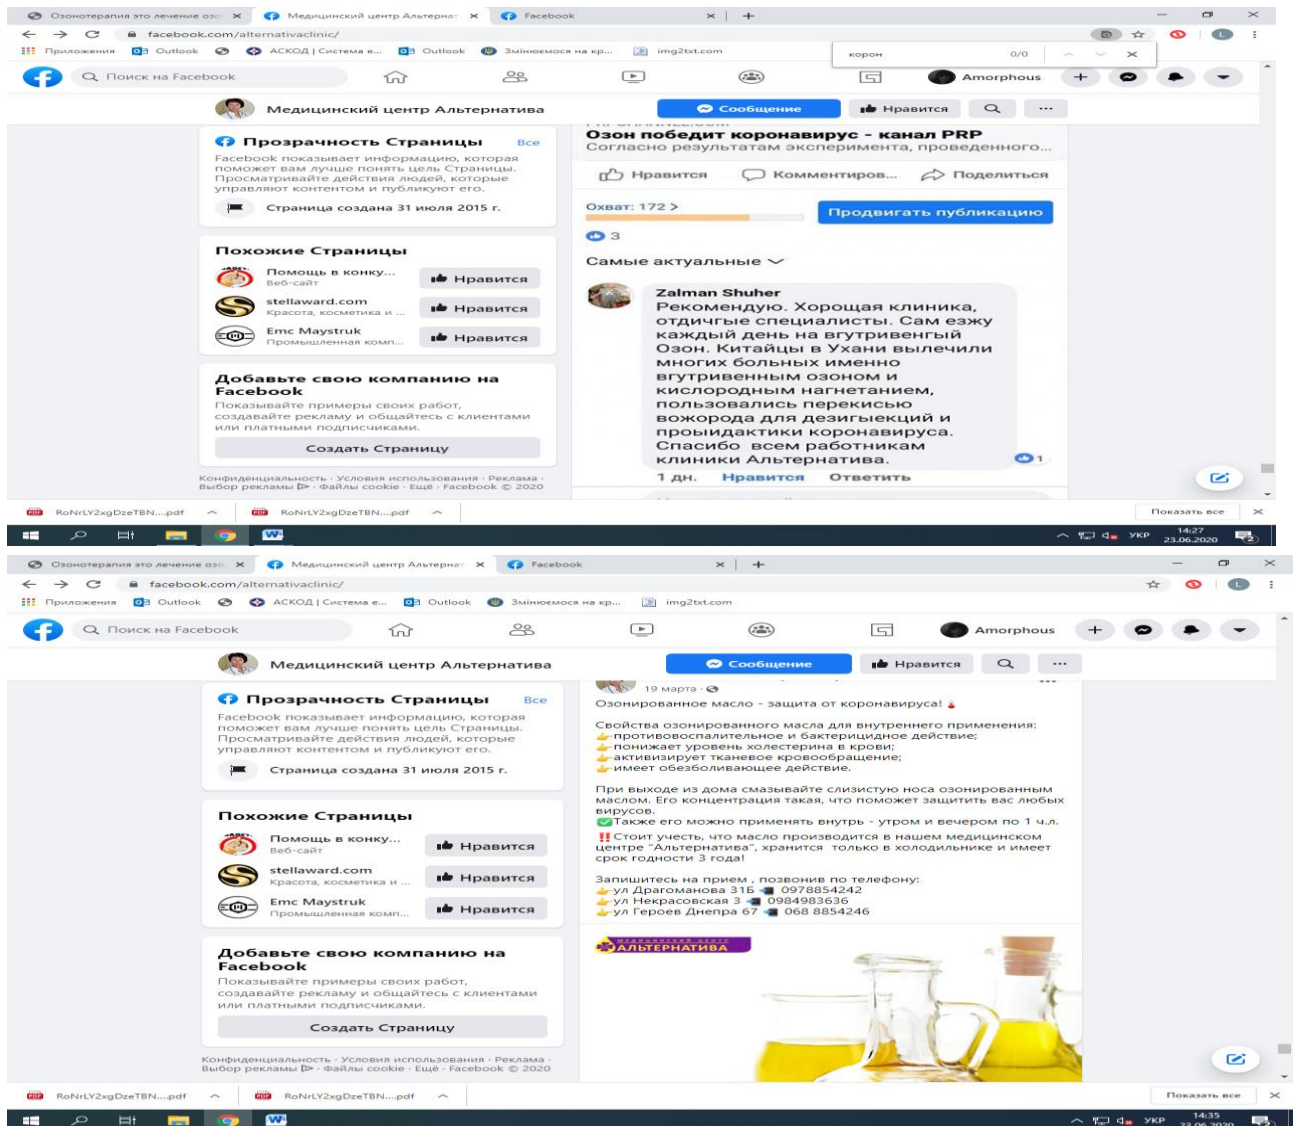 Озонотерапия это лечение озо
Медицинский центр Альтернат
Facebook
facebook.com/alternativaclinic/
Приложения
Outlook
АСКОД | Система е...
Outlook
Змінюємося на кр...
img2txt.com
корон
0/0
Поиск на Facebook
Amorphous
Медицинский центр Альтернатива
Сообщение
Нравится
Прозрачность Страницы
Все
Facebook показывает информацию, которая
поможет вам лучше понять цель Страницы.
Просматривайте действия людей, которые
управляют контентом и публикуют его.
Страница создана 31 июля 2015 г.
Похожие Страницы
Помощь в конку...
Веб-сайт
Нравится
stellaward.com
Красота, косметика и ...
Нравится
Emc Maystruk
Промышленная комп...
Нравится
Добавьте свою компанию на
Facebook
Показывайте примеры своих работ,
создавайте рекламу и общайтесь с клиентами
или платными подписчиками.
Создать Страницу
Конфиденциальность · Условия использования · Реклама ·
Выбор рекламы · Файлы cookie · Ещё · Facebook © 2020
Озон победит коронавирус - канал PRP
Согласно результатам эксперимента, проведенного...
Нравится
Комментиров...
Поделиться
Охват: 172 >
Продвигать публикацию
3
Самые актуальные
Zalman Shuher
Рекомендую. Хорощая клиника,
отдичгые специалисты. Сам езжу
каждый день на вгутривенгый
Озон. Китайцы в Ухани вылечили
многих больных именно
вгутривенным озоном и
кислородным нагнетанием,
пользовались перекисью
вожорода для дезигыекций и
проыидактики коронавируса.
Спасибо всем работникам
клиники Альтернатива.
1
1 дн.
Нравится
Ответить
RoNrLY2xgDzeTBN....pdf
RoNrLY2xgDzeTBN....pdf
Показать все
УКР
14:27
23.06.2020
Озонотерапия это лечение озо
Медицинский центр Альтернат
Facebook
facebook.com/alternativaclinic/
Приложения
Outlook
АСКОД | Система е...
Outlook
Змінюємося на кр...
img2txt.com
Поиск на Facebook
Amorphous
Медицинский центр Альтернатива
Сообщение
Нравится
Прозрачность Страницы
Все
Facebook показывает информацию, которая
поможет вам лучше понять цель Страницы.
Просматривайте действия людей, которые
управляют контентом и публикуют его.
Страница создана 31 июля 2015 г.
Похожие Страницы
Помощь в конку...
Веб-сайт
Нравится
stellaward.com
Красота, косметика и ...
Нравится
Emc Maystruk
Промышленная комп...
Нравится
Добавьте свою компанию на
Facebook
Показывайте примеры своих работ,
создавайте рекламу и общайтесь с клиентами
или платными подписчиками.
Создать Страницу
Конфиденциальность · Условия использования · Реклама ·
Выбор рекламы · Файлы cookie · Ещё · Facebook © 2020
19 марта ·
Озонированное масло - защита от коронавируса!
Свойства озонированного масла для внутреннего применения:
противовоспалительное и бактерицидное действие;
понижает уровень холестерина в крови;
активизирует тканевое кровообращение;
имеет обезболивающее действие.
При выходе из дома смазывайте слизистую носа озонированным
маслом. Его концентрация такая, что поможет защитить вас любых
вирусов.
✅Также его можно применять внутрь - утром и вечером по 1 ч.л.
‼Стоит учесть, что масло производится в нашем медицинском
центре “Альтернатива”, хранится только в холодильнике и имеет
срок годности 3 года!
Запишитесь на прием , позвонив по телефону:
ул Драгоманова 31Б 0978854242
ул Некрасовская 3 0984983636
ул Героев Днепра 67 068 8854246
МЕДИЦИНСКИЙ ЦЕНТР
АЛЬТЕРНАТИВА
RoNrLY2xgDzeTBN....pdf
RoNrLY2xgDzeTBN....pdf
Показать все
УКР
14:35
23.06.2020